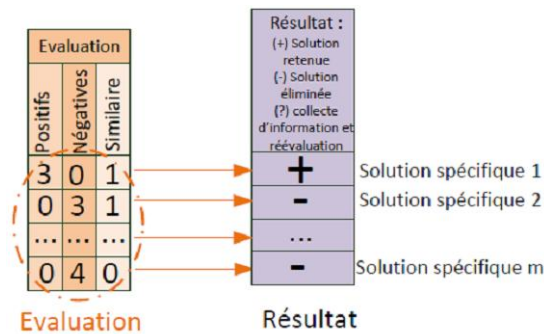 Evaluation
Positifs
Négatives
Similaire
3 0 1
0 3 1
... ... ...
0 4 0
Evaluation
Résultat :
(+) Solution
retenue
(-) Solution
éliminée
(?) collecte
d'information et
réévaluation
+
-
...
-
Résultat
Solution spécifique 1
Solution spécifique 2
Solution spécifique m